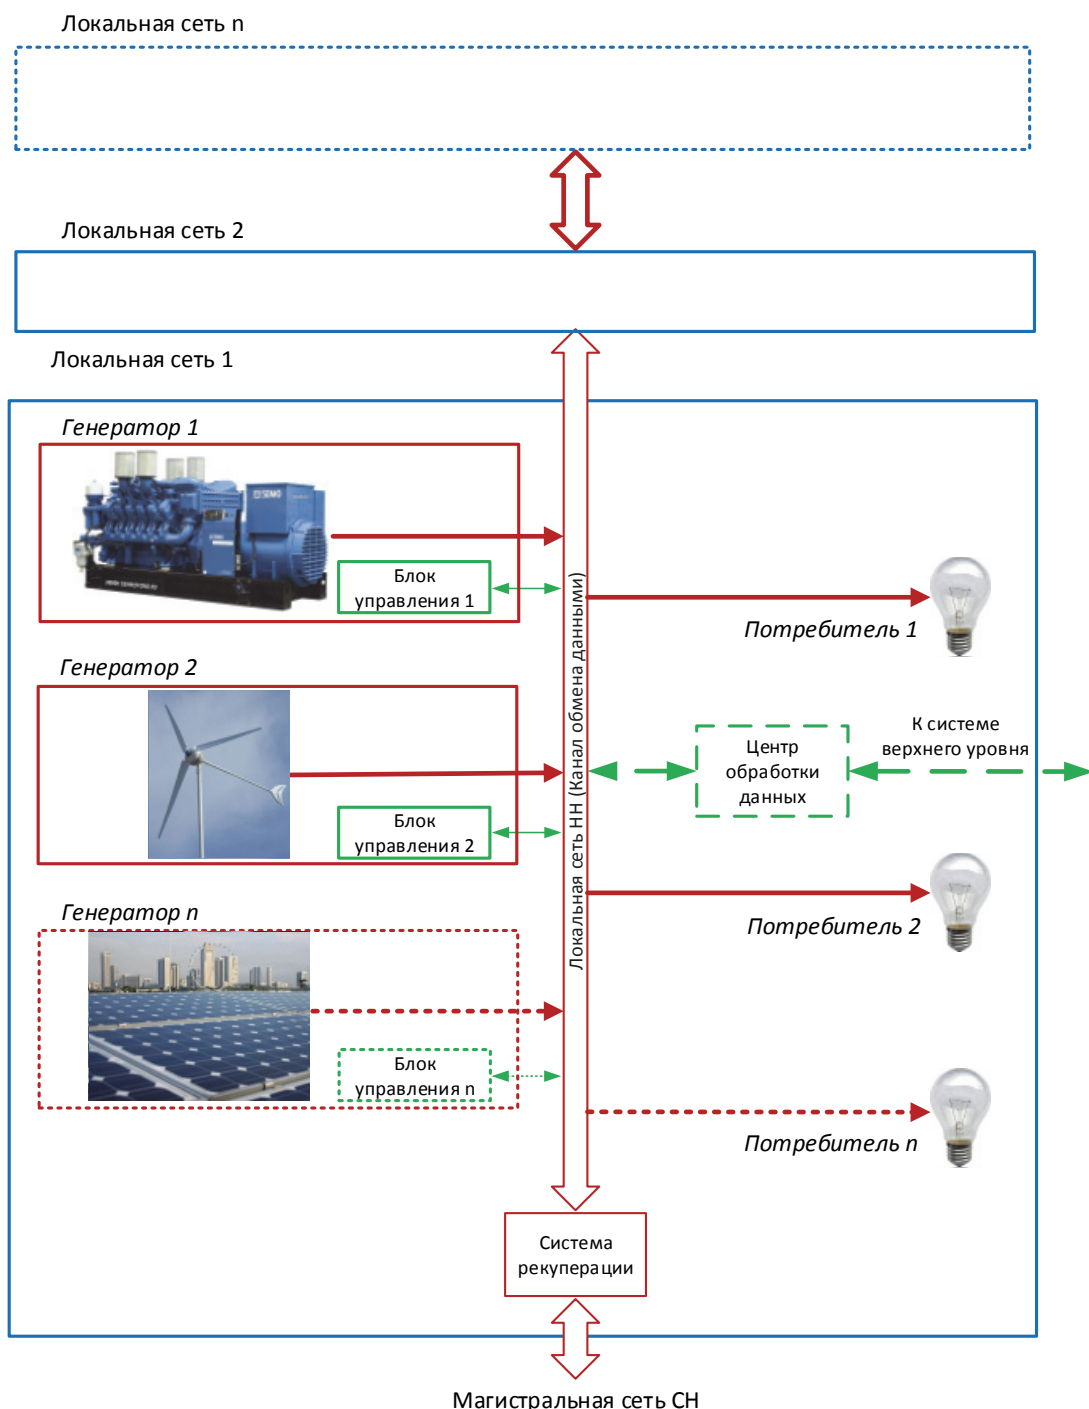 Локальная сеть n
Локальная сеть 2
Локальная сеть 1
Генератор 1
SDMO
Блок
управления 1
Потребитель 1
Генератор 2
Блок
управления 2
Локальная сеть НН (Канал обмена данными)
Центр
обработки
данных
К системе
верхнего уровня
Потребитель 2
Генератор n
Блок
управления n
Потребитель n
Система
рекуперации
Магистральная сеть СН